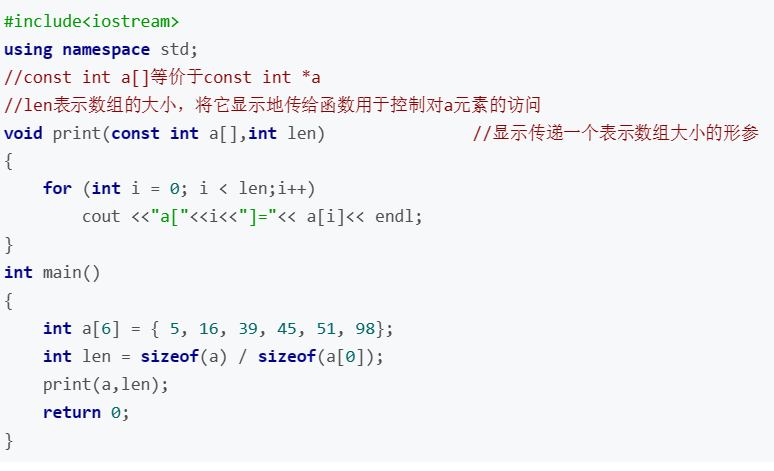 #include<iostream>
using namespace std;
//const int a[]等价于const int *a
//len表示数组的大小，将它显示地传给函数用于控制对a元素的访问
void print(const int a[],int len)               //显示传递一个表示数组大小的形参
{
    for (int i = 0; i < len;i++)
        cout <<"a["<<i<<"]="<< a[i]<< endl;
}
int main()
{
    int a[6] = { 5, 16, 39, 45, 51, 98};
    int len = sizeof(a) / sizeof(a[0]);
    print(a,len);
    return 0;
}